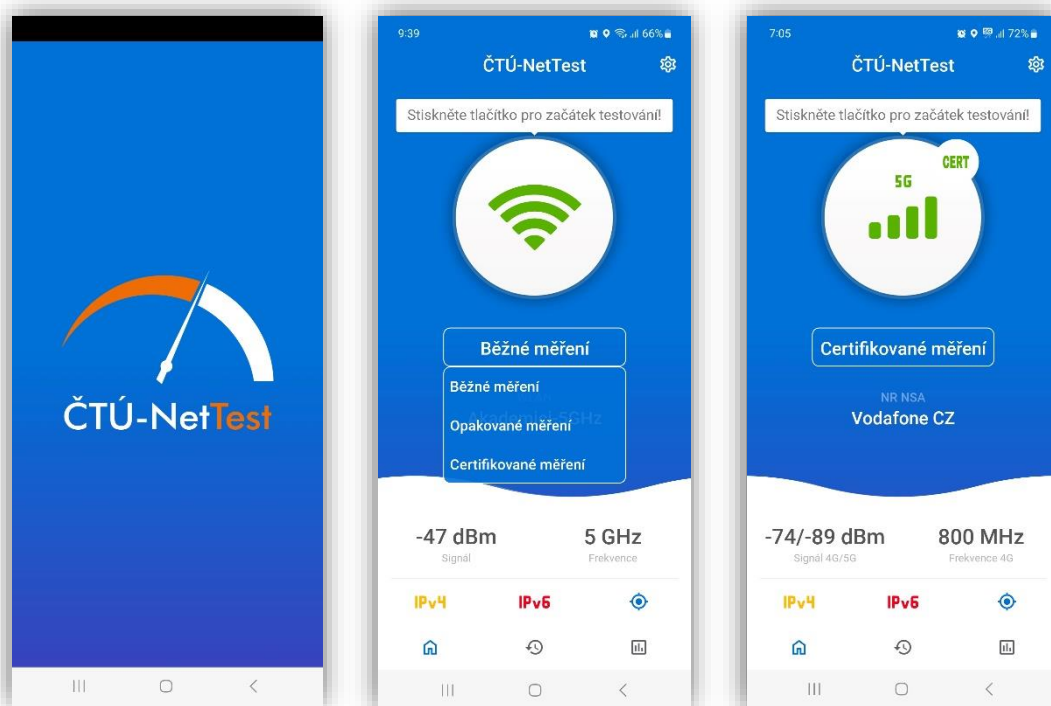 ČTÚ-NetTest
9:39
66%
ČTÚ-NetTest
Stiskněte tlačítko pro začátek testování!
Běžné měření
Běžné měření
Akademici-5GHz
Opakované měření
Certifikované měření
-47 dBm
5 GHz
Signál
Frekvence
IPv4
IPv6
7:05
72%
ČTÚ-NetTest
Stiskněte tlačítko pro začátek testování!
CERT
5G
Certifikované měření
NR NSA
Vodafone CZ
-74/-89 dBm
800 MHz
Signál 4G/5G
Frekvence 4G
IPv4
IPv6